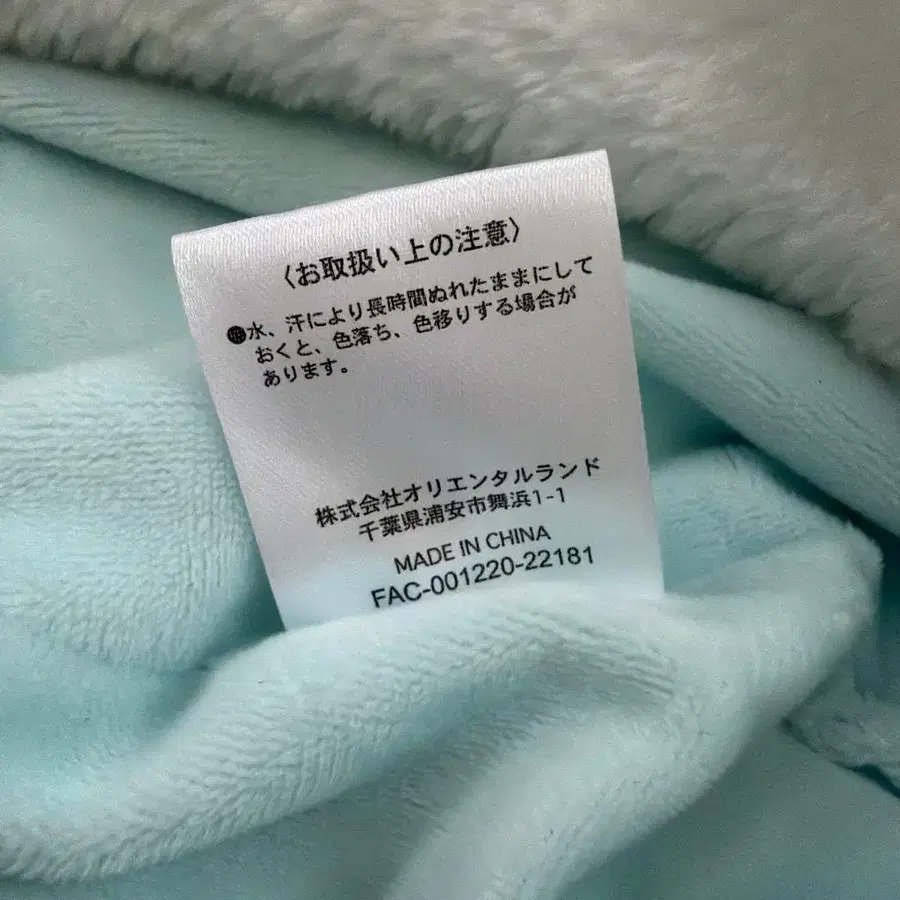 〈お取扱い上の注意〉
●水、汗により長時間ぬれたままにして
おくと、色落ち、色移りする場合が
あります。
株式会社オリエンタルランド
千葉県浦安市舞浜1-1
MADE IN CHINA
FAC-001220-22181